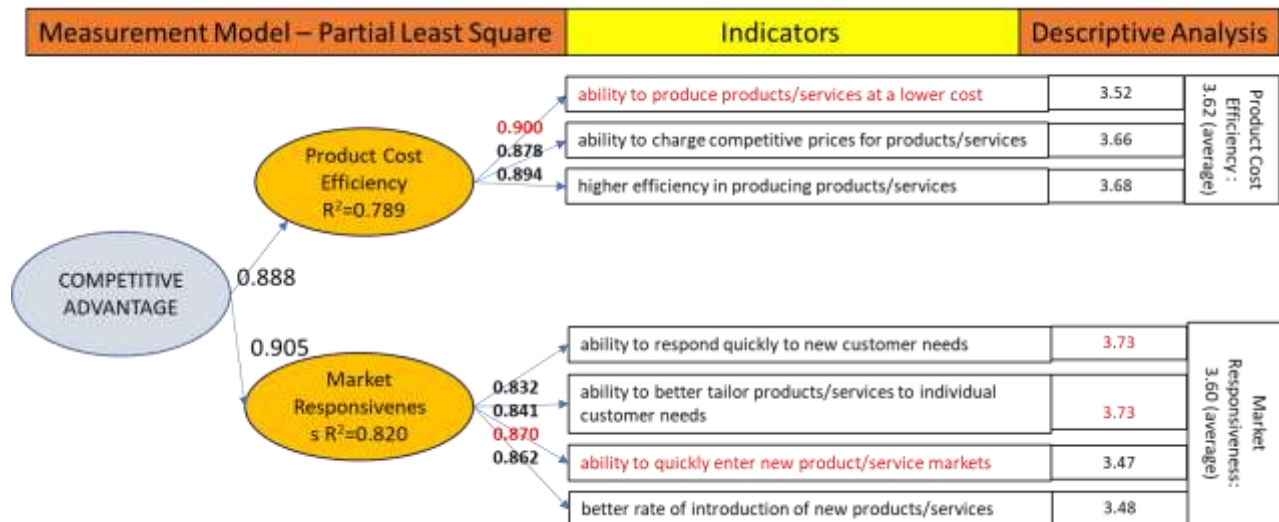 Measurement Model – Partial Least Square
Indicators
Descriptive Analysis
ability to produce products/services at a lower cost
3.52
0.900
0.878
0.894
ability to charge competitive prices for products/services
3.66
higher efficiency in producing products/services
3.68
Product Cost
Efficiency :
3.62 (average)
Product Cost
Efficiency
R²=0.789
COMPETITIVE
ADVANTAGE
0.888
0.905
Market
Responsivenes
s R²=0.820
0.832
0.841
0.870
0.862
ability to respond quickly to new customer needs
3.73
ability to better tailor products/services to individual
customer needs
3.73
ability to quickly enter new product/service markets
3.47
better rate of introduction of new products/services
3.48
Market
Responsiveness:
3.60 (average)